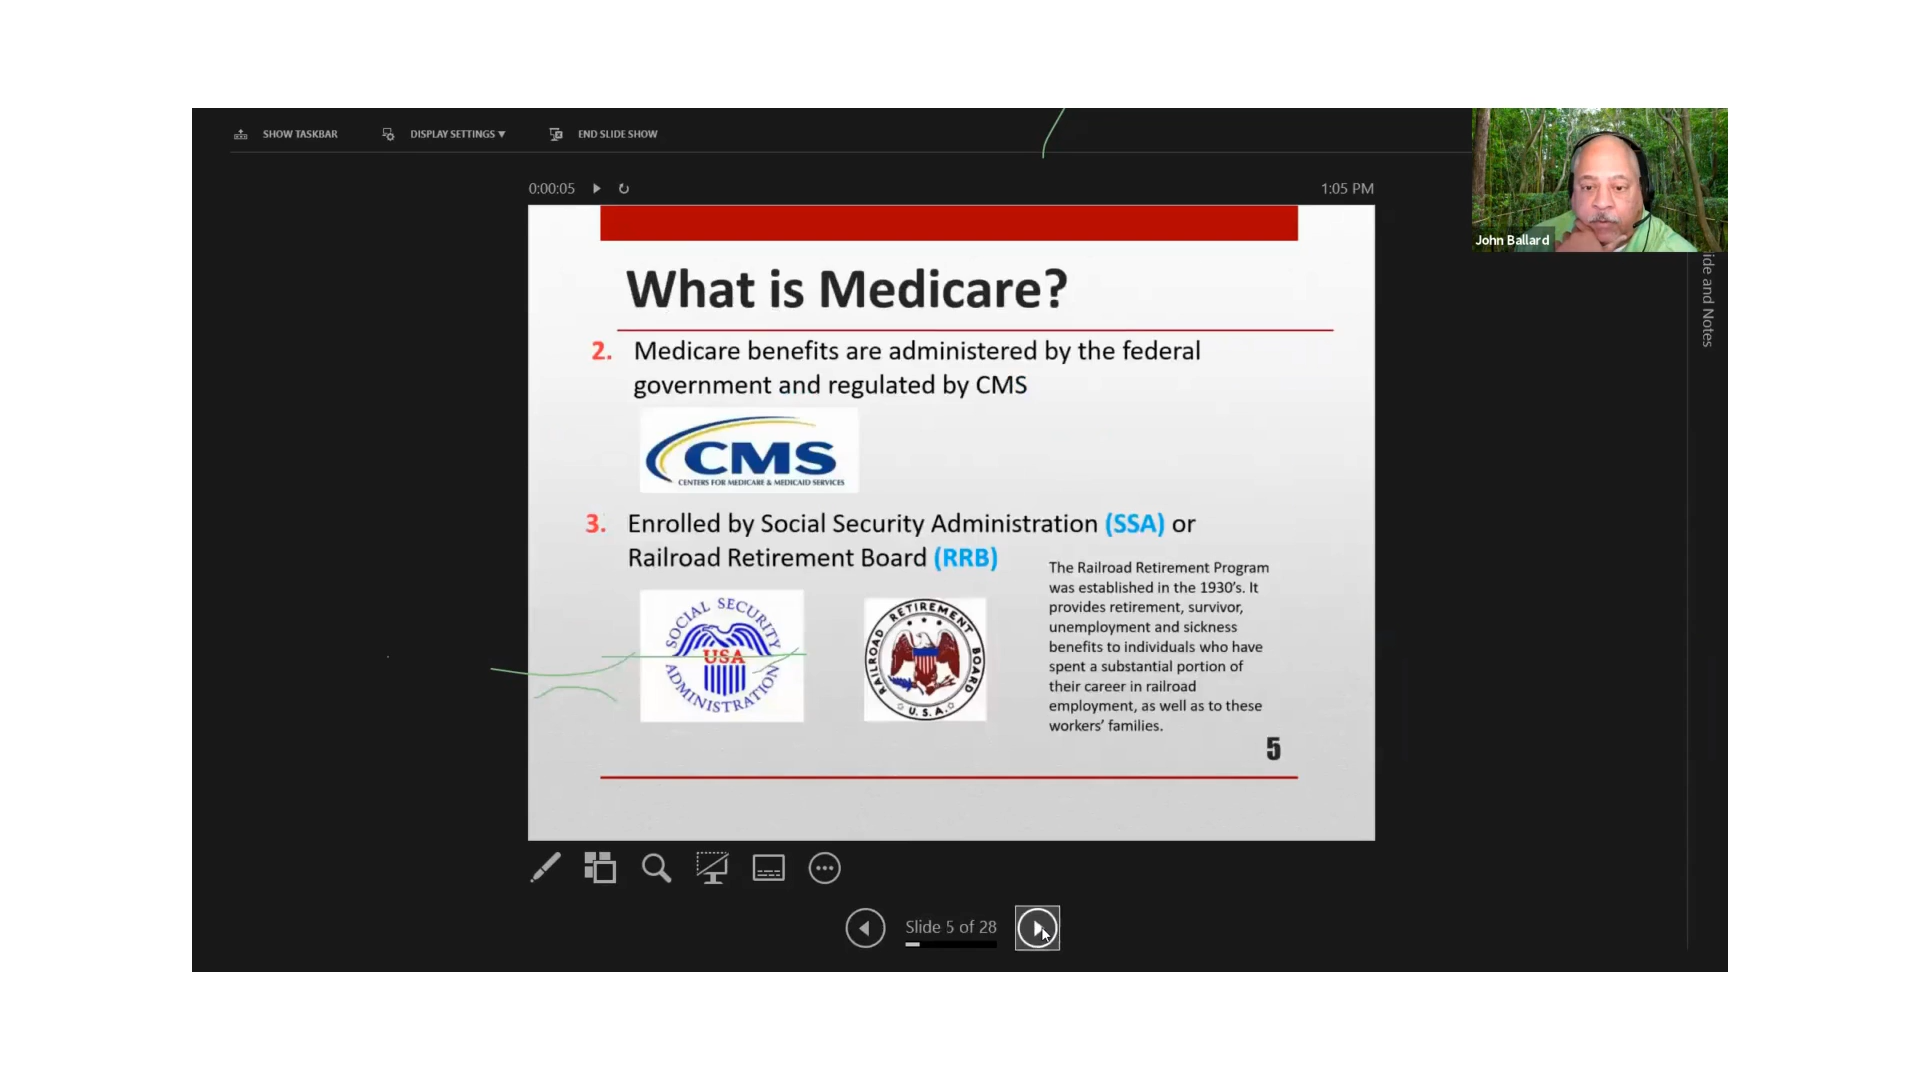 SHOW TASKBAR
DISPLAY SETTINGS ▼
END SLIDE SHOW
0:00:05
1:05 PM
John Ballard
ide and Notes
What is Medicare?
2. Medicare benefits are administered by the federal
government and regulated by CMS
CMS
CENTERS FOR MEDICARE & MEDICAID SERVICES
3. Enrolled by Social Security Administration (SSA) or
Railroad Retirement Board (RRB)
SOCIAL SECURITY
USA
ADMINISTRATION
RAILROAD RETIREMENT BOARD
U.S.A.
The Railroad Retirement Program
was established in the 1930's. It
provides retirement, survivor,
unemployment and sickness
benefits to individuals who have
spent a substantial portion of
their career in railroad
employment, as well as to these
workers' families.
5
Slide 5 of 28